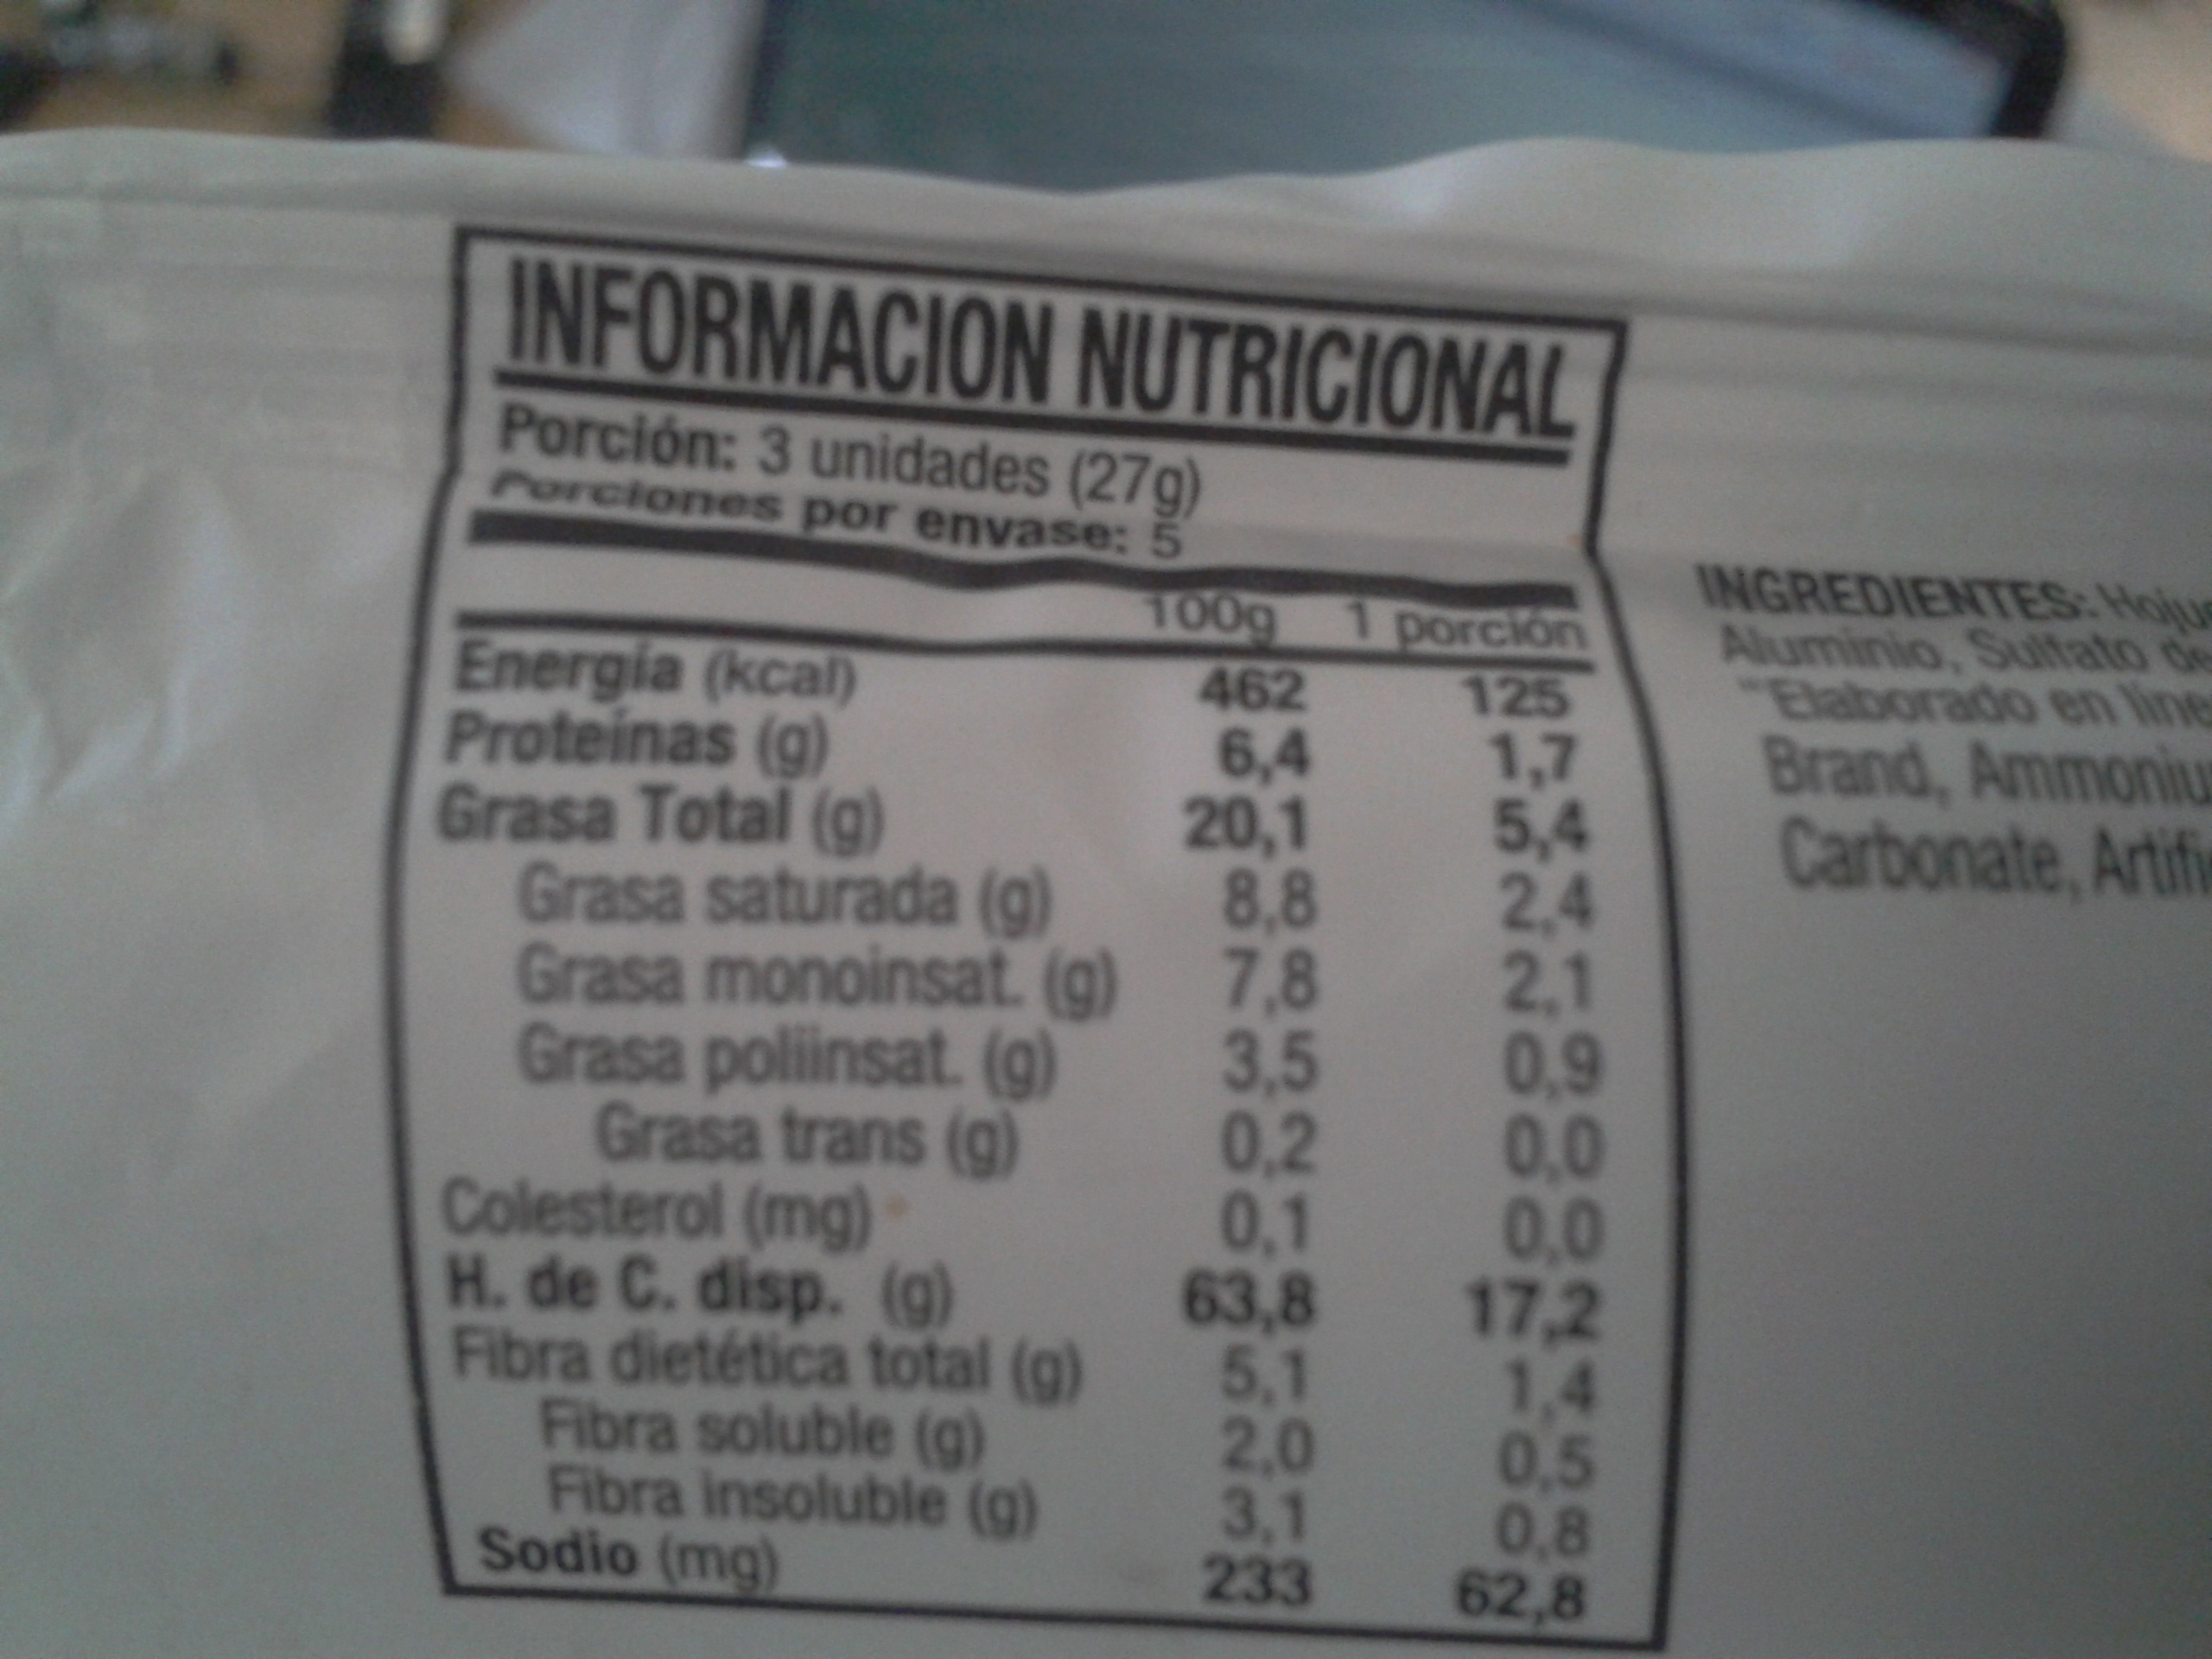 INFORMACION NUTRICIONAL
Porción: 3 unidades (27g)
Porciones por envase: 5
100g 1 porción
Energía (kcal) 462 125
Proteínas (g) 6,4 1,7
Grasa Total (g) 20,1 5,4
Grasa saturada (g) 8,8 2,4
Grasa monoinsat. (g) 7,8 2,1
Grasa poliinsat. (g) 3,5 0,9
Grasa trans (g) 0,2 0,0
Colesterol (mg) 0,1 0,0
H. de C. disp. (g) 63,8 17,2
Fibra dietética total (g) 5,1 1,4
Fibra soluble (g) 2,0 0,5
Fibra insoluble (g) 3,1 0,8
Sodio (mg) 233 62,8
INGREDIENTES:
Aluminio, Sulfato de
"Elaborado en
Brand,
Carbonate,